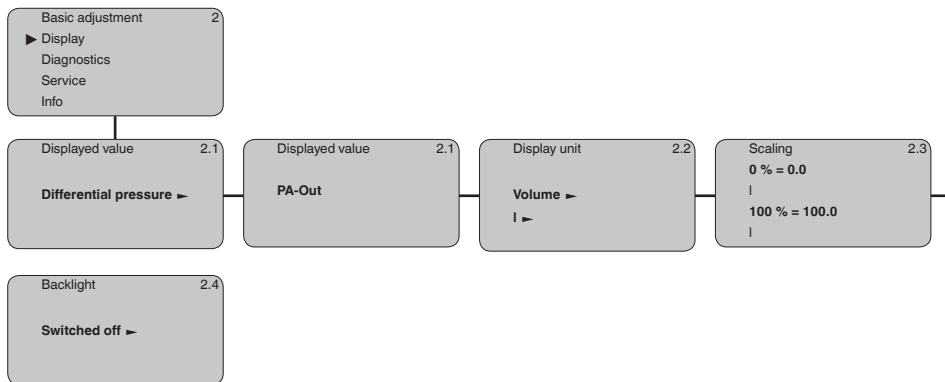 Basic adjustment 2
▶ Display
Diagnostics
Service
Info
Displayed value 2.1
Differential pressure ►
Displayed value 2.1
PA-Out
Display unit 2.2
Volume ►
l ►
Scaling 2.3
0 % = 0.0
l
100 % = 100.0
l
Backlight 2.4
Switched off ►